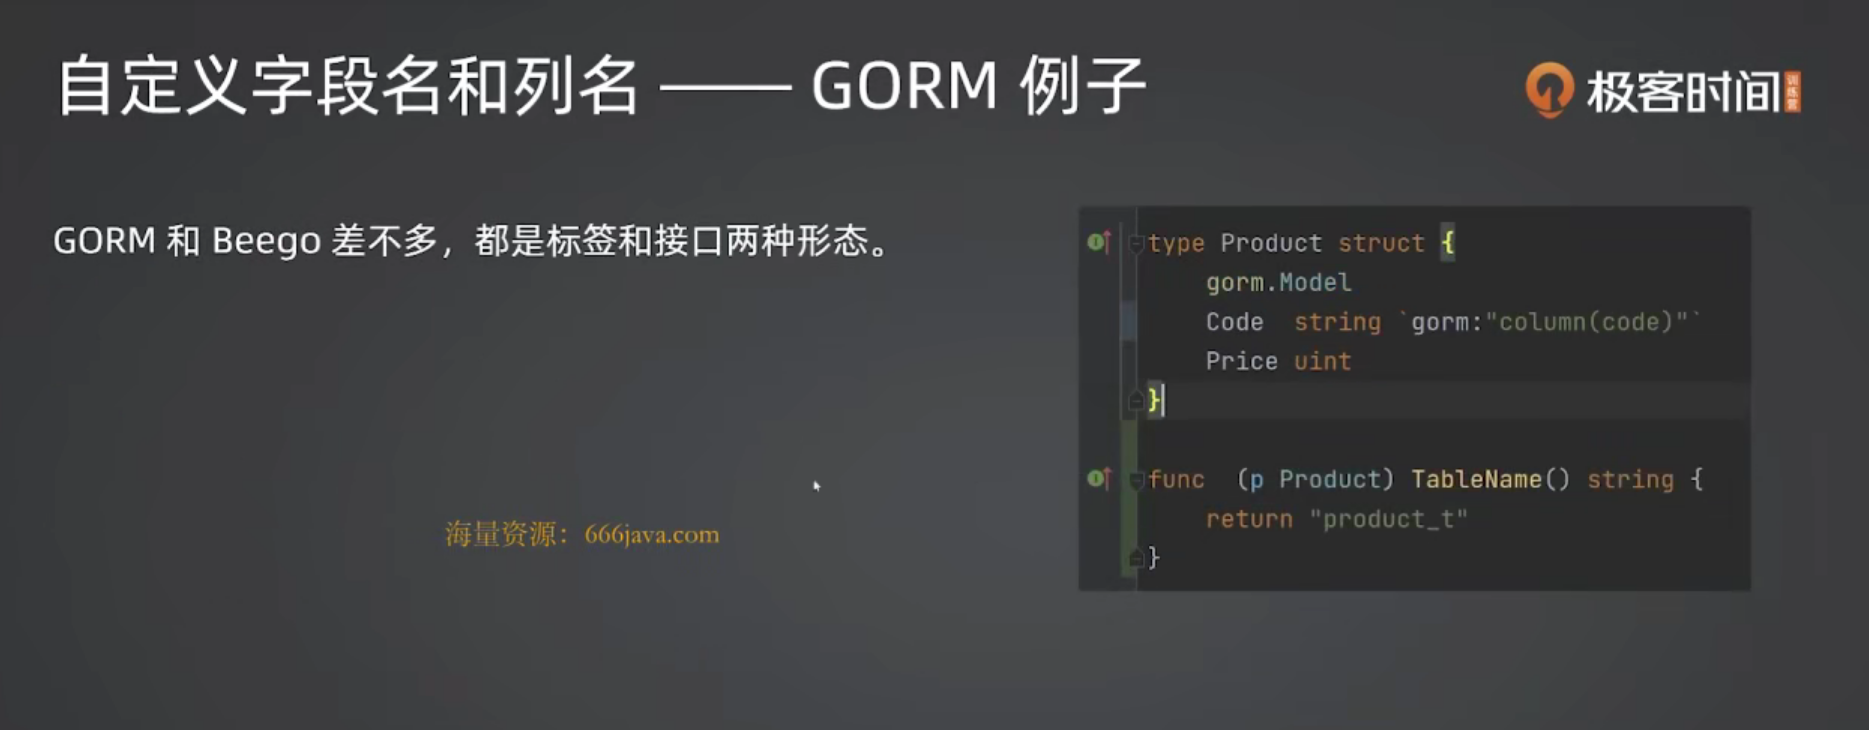 自定义字段名和列名 —— GORM 例子
极客时间
训练营
GORM 和 Beego 差不多，都是标签和接口两种形态。
type Product struct {
gorm.Model
Code  string `gorm:"column(code)"`
Price uint
}
func  (p Product) TableName() string {
return "product_t"
}
海量资源：666java.com